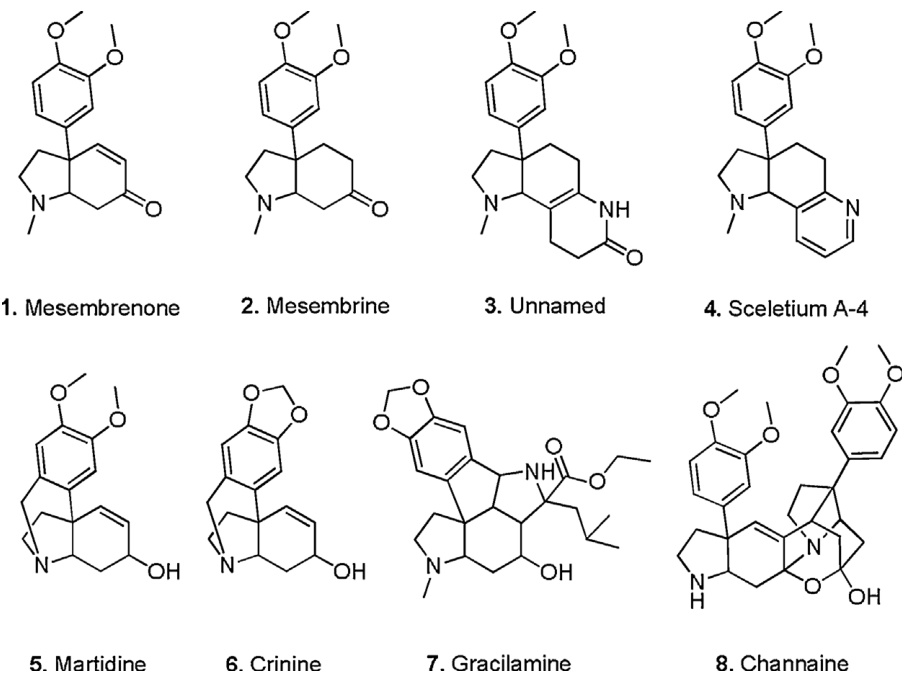 O
O
O
O
O
O
O
O
N
O
N
O
N
NH
O
N
N
1. Mesembrenone
2. Mesembrine
3. Unnamed
4. Sceletium A-4
O
O
N
OH
O
O
N
OH
O
O
NH
O
O
N
OH
O
O
O
O
N
H
N
O
OH
5. Martidine
6. Crinine
7. Gracilamine
8. Channaine